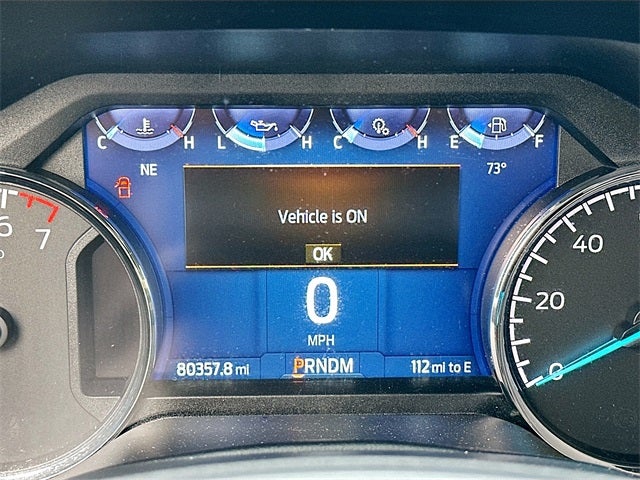 C H L H C H E F
NE 73°
Vehicle is ON
OK
0
MPH
80357.8 mi PRNDM 112 mi to E
6 7
0 20 40